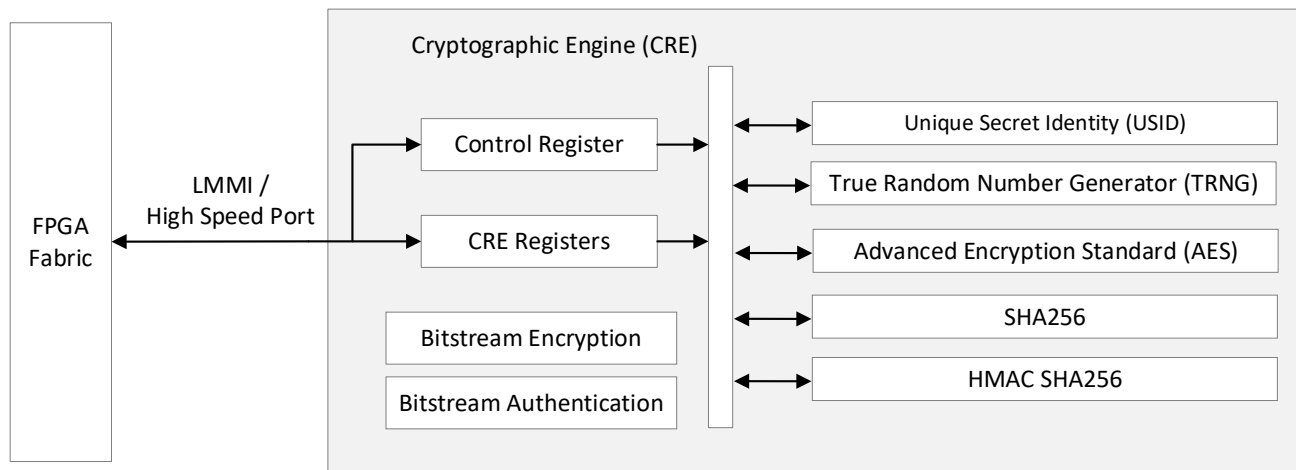 Cryptographic Engine (CRE)
FPGA
Fabric
LMMI /
High Speed Port
Control Register
CRE Registers
Bitstream Encryption
Bitstream Authentication
Unique Secret Identity (USID)
True Random Number Generator (TRNG)
Advanced Encryption Standard (AES)
SHA256
HMAC SHA256